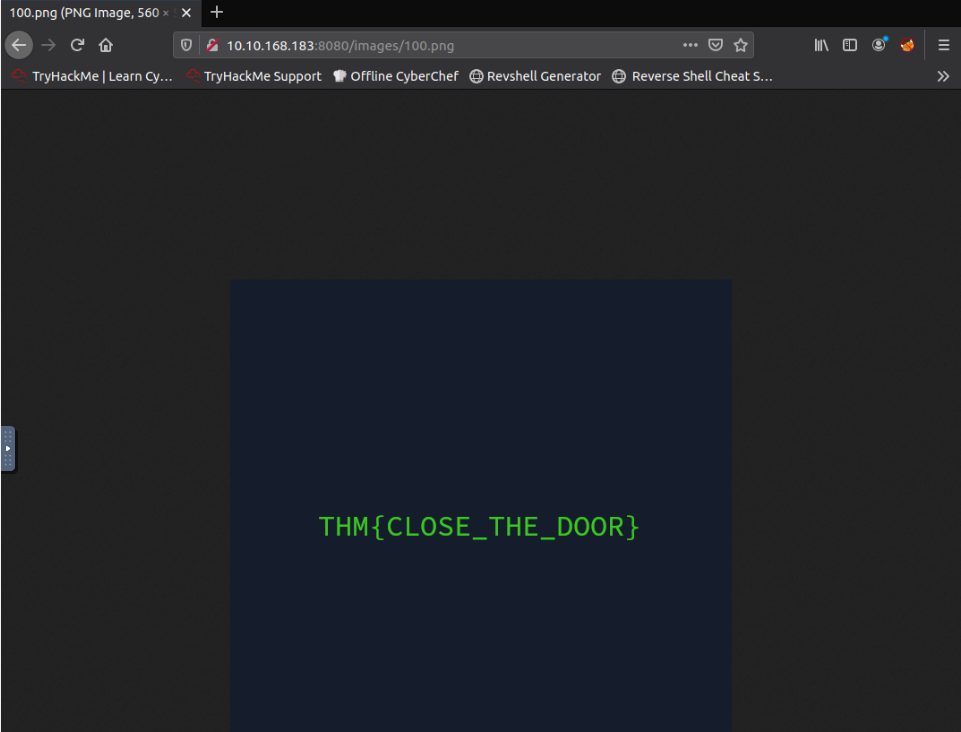 100.png (PNG Image, 560 ×
10.10.168.183:8080/images/100.png
TryHackMe | Learn Cy... TryHackMe Support Offline CyberChef Revshell Generator Reverse Shell Cheat S...
THM{CLOSE_THE_DOOR}